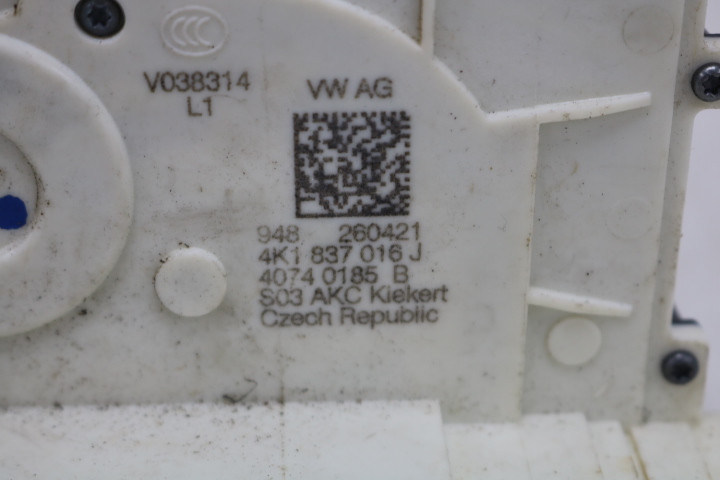 V038314
L1
VW AG
948 260421
4K1 837 016 J
4074 0185 B
S03 AKC Kiekert
Czech Republic